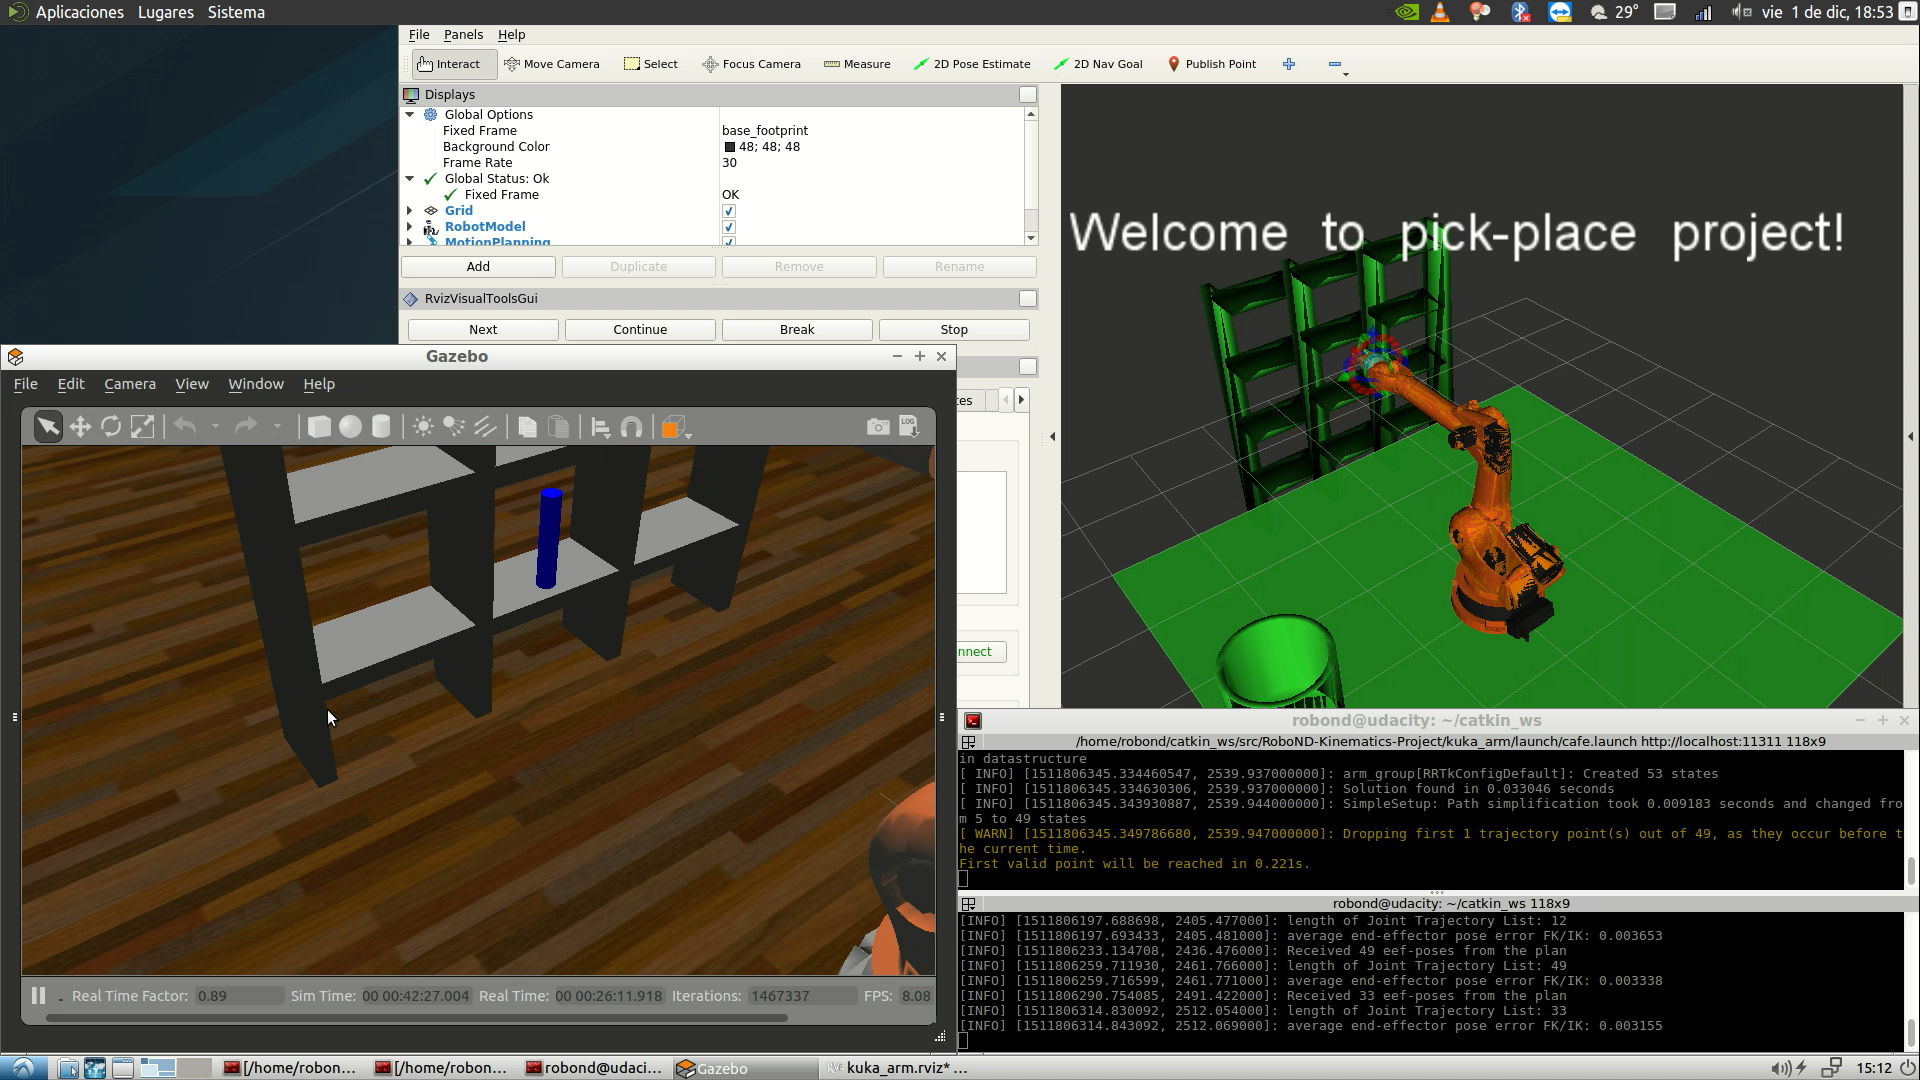 Aplicaciones Lugares Sistema
29° vie 1 de dic, 18:53
File Panels Help
Interact Move Camera Select Focus Camera Measure 2D Pose Estimate 2D Nav Goal Publish Point
Displays
Global Options
Fixed Frame base_footprint
Background Color 48; 48; 48
Frame Rate 30
Global Status: Ok
Fixed Frame OK
Grid
RobotModel
MotionPlanning
Add Duplicate Remove Rename
RvizVisualToolsGui
Next Continue Break Stop
Welcome to pick-place project!
Gazebo
File Edit Camera View Window Help
LOG
tes
nnect
Real Time Factor: 0.89 Sim Time: 00 00:42:27.004 Real Time: 00 00:26:11.918 Iterations: 1467337 FPS: 8.08
robond@udacity: ~/catkin_ws
/home/robond/catkin_ws/src/RoboND-Kinematics-Project/kuka_arm/launch/cafe.launch http://localhost:11311 118x9
in datastructure
[ INFO] [1511806345.334460547, 2539.937000000]: arm_group[RRTkConfigDefault]: Created 53 states
[ INFO] [1511806345.334630306, 2539.937000000]: Solution found in 0.033046 seconds
[ INFO] [1511806345.343930887, 2539.944000000]: SimpleSetup: Path simplification took 0.009183 seconds and changed fro
m 5 to 49 states
[ WARN] [1511806345.349786680, 2539.947000000]: Dropping first 1 trajectory point(s) out of 49, as they occur before t
he current time.
First valid point will be reached in 0.221s.
robond@udacity: ~/catkin_ws 118x9
[INFO] [1511806197.688698, 2405.477000]: length of Joint Trajectory List: 12
[INFO] [1511806197.693433, 2405.481000]: average end-effector pose error FK/IK: 0.003653
[INFO] [1511806233.134708, 2436.476000]: Received 49 eef-poses from the plan
[INFO] [1511806259.711930, 2461.766000]: length of Joint Trajectory List: 49
[INFO] [1511806259.716599, 2461.771000]: average end-effector pose error FK/IK: 0.003338
[INFO] [1511806290.754085, 2491.422000]: Received 33 eef-poses from the plan
[INFO] [1511806314.830092, 2512.054000]: length of Joint Trajectory List: 33
[INFO] [1511806314.843092, 2512.069000]: average end-effector pose error FK/IK: 0.003155
[/home/robon... [/home/robon... robond@udaci... Gazebo kuka_arm.rviz* ... 15:12